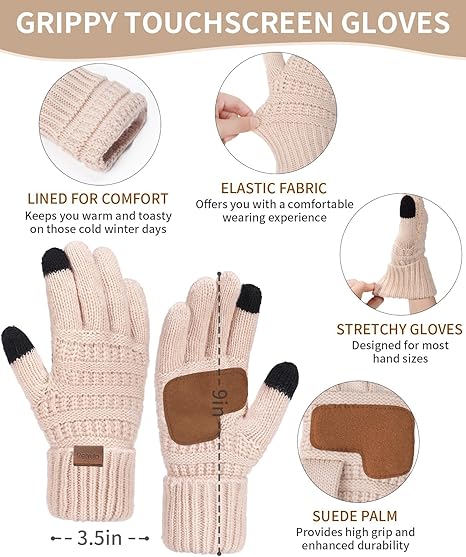 GRIPPY TOUCHSCREEN GLOVES
LINED FOR COMFORT
Keeps you warm and toasty
on those cold winter days
ELASTIC FABRIC
Offers you with a comfortable
wearing experience
STRETCHY GLOVES
Designed for most
hand sizes
9in
3.5in
SUEDE PALM
Provides high grip and
enhanced durability